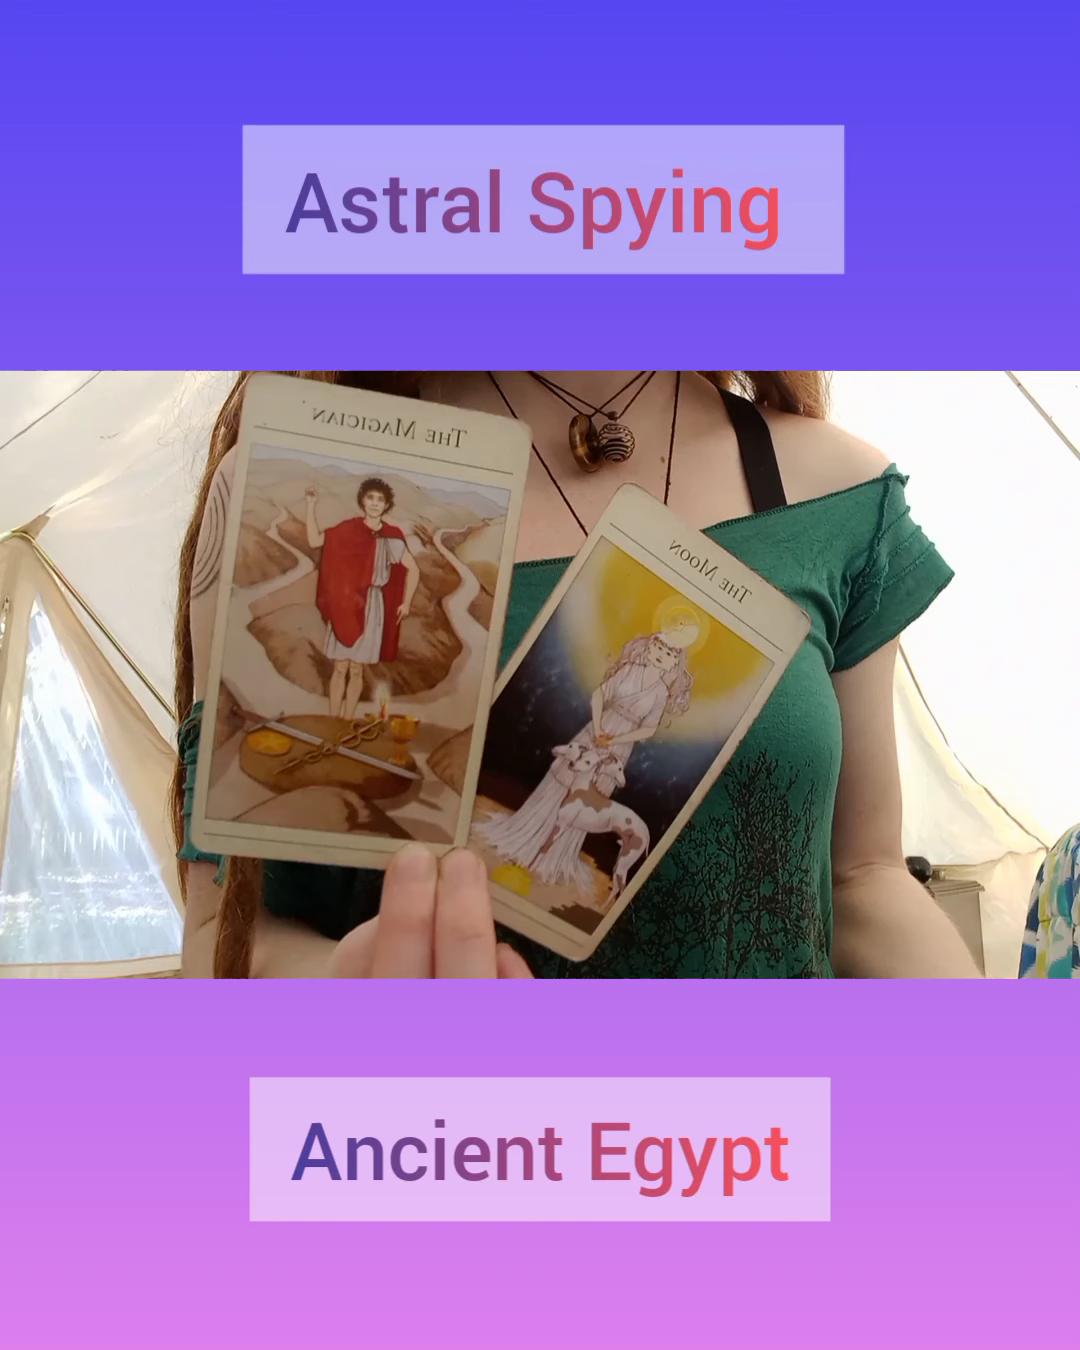 Astral Spying
The Magician
The Moon
Ancient Egypt